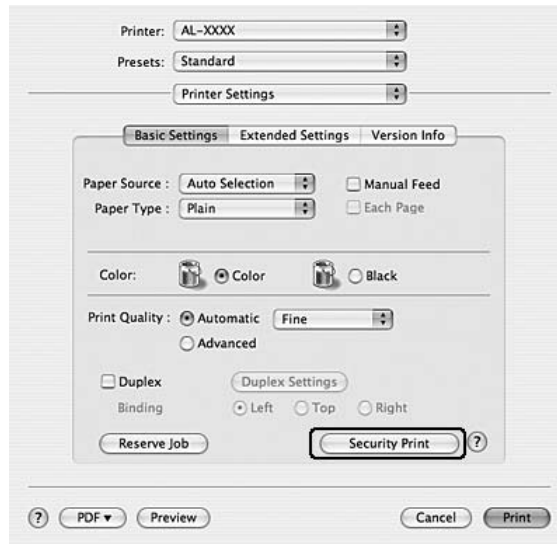 Printer: AL-XXXX
Presets: Standard
Printer Settings
Basic Settings Extended Settings Version Info
Paper Source : Auto Selection Manual Feed
Paper Type : Plain Each Page
Color: Color Black
Print Quality : Automatic Fine
Advanced
Duplex Duplex Settings
Binding Left Top Right
Reserve Job Security Print ?
? PDF ▼ Preview Cancel Print